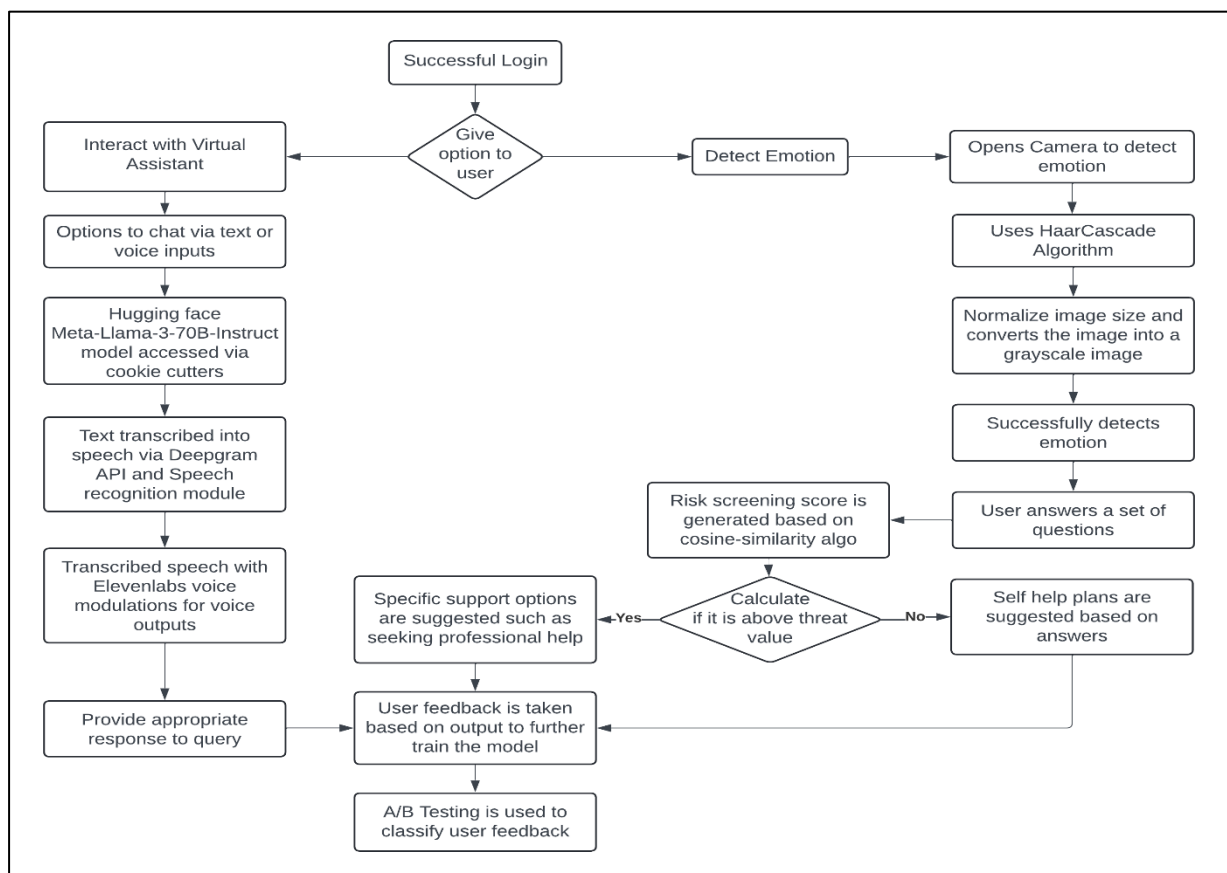 Successful Login
Give
option to
user
Interact with Virtual
Assistant
Options to chat via text or
voice inputs
Hugging face
Meta-Llama-3-70B-Instruct
model accessed via
cookie cutters
Text transcribed into
speech via Deepgram
API and Speech
recognition module
Transcribed speech with
Elevenlabs voice
modulations for voice
outputs
Provide appropriate
response to query
Detect Emotion
Opens Camera to detect
emotion
Uses HaarCascade
Algorithm
Normalize image size and
converts the image into a
grayscale image
Successfully detects
emotion
User answers a set of
questions
Risk screening score is
generated based on
cosine-similarity algo
Calculate
if it is above threat
value
Yes
No
Specific support options
are suggested such as
seeking professional help
Self help plans are
suggested based on
answers
User feedback is taken
based on output to further
train the model
A/B Testing is used to
classify user feedback